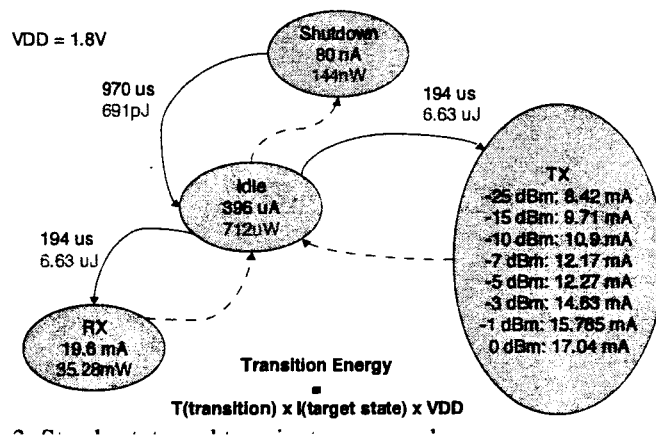 VDD = 1.8V
Shutdown
80 nA
144nW
970 us
691pJ
194 us
6.63 uJ
Idle
396 uA
712uW
TX
-25 dBm: 8.42 mA
-15 dBm: 9.71 mA
-10 dBm: 10.9 mA
-7 dBm: 12.17 mA
-5 dBm: 12.27 mA
-3 dBm: 14.63 mA
-1 dBm: 15.785 mA
0 dBm: 17.04 mA
194 us
6.63 uJ
RX
19.6 mA
35.28mW
Transition Energy
=
T(transition) x I(target state) x VDD